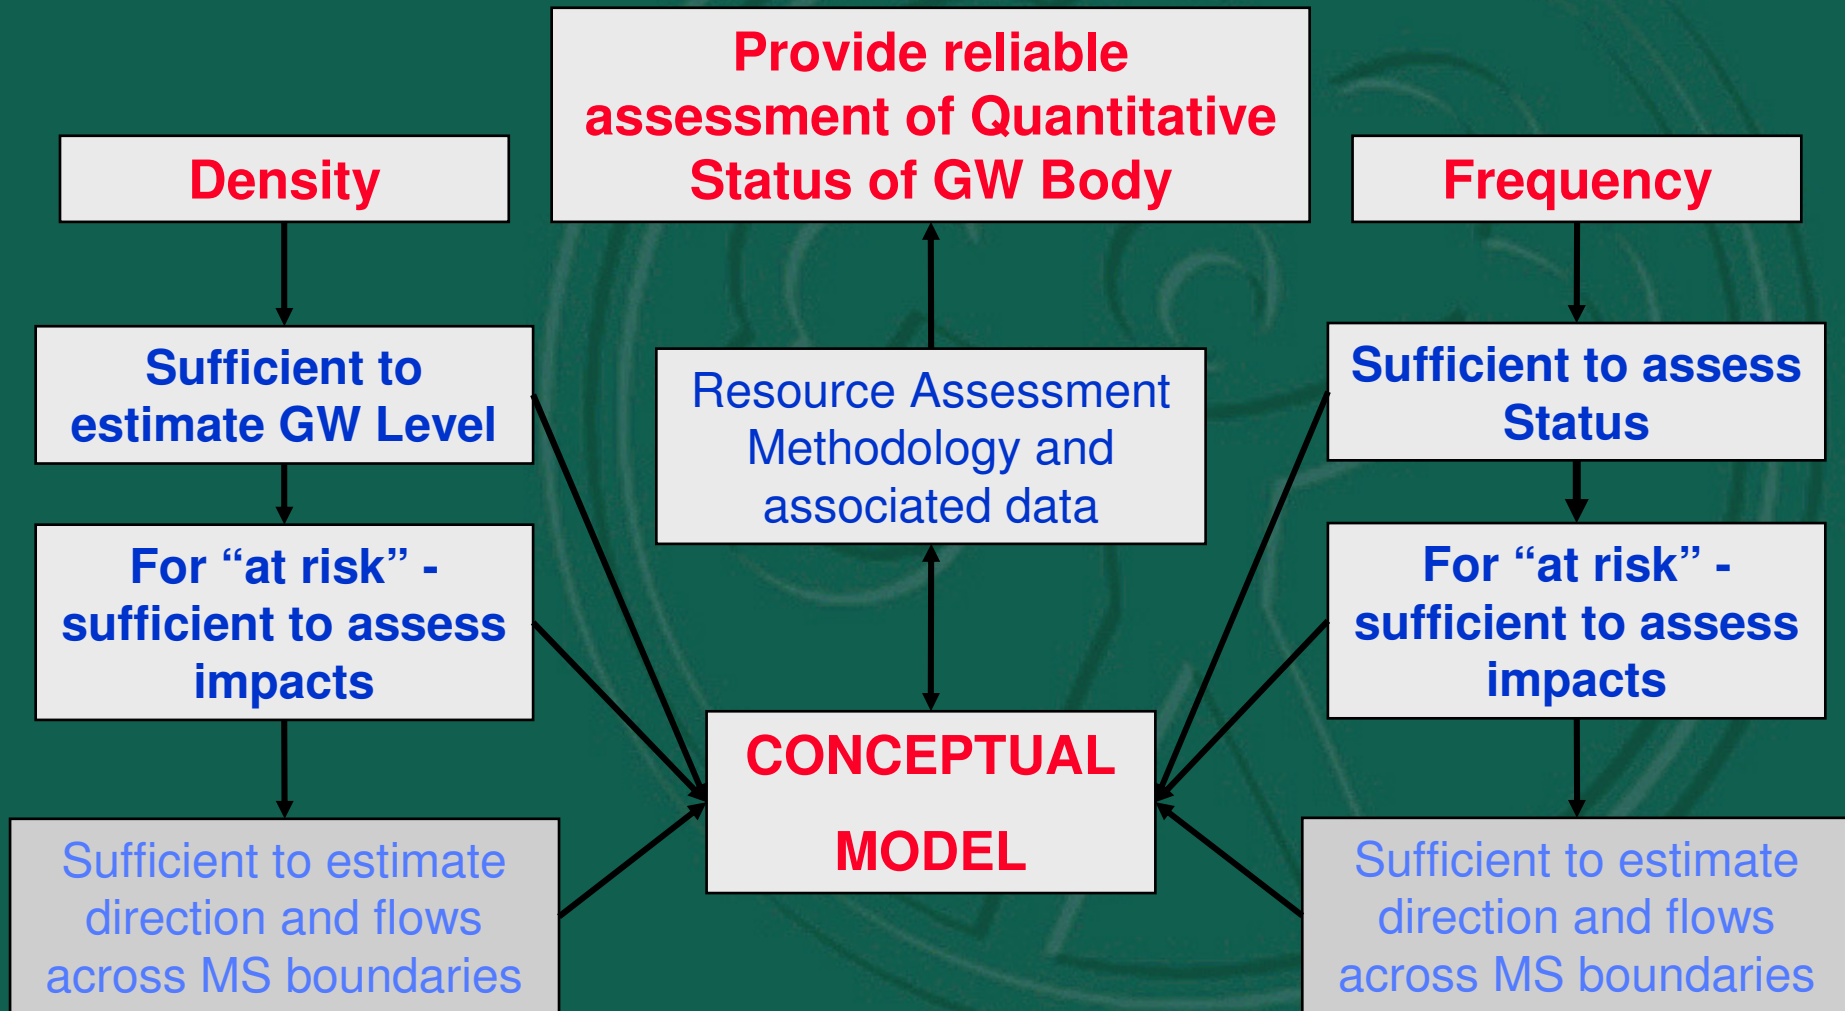 Provide reliable
assessment of Quantitative
Status of GW Body
Density
Frequency
Sufficient to
estimate GW Level
Resource Assessment
Methodology and
associated data
Sufficient to assess
Status
For “at risk” -
sufficient to assess
impacts
For “at risk” -
sufficient to assess
impacts
CONCEPTUAL
MODEL
Sufficient to estimate
direction and flows
across MS boundaries
Sufficient to estimate
direction and flows
across MS boundaries